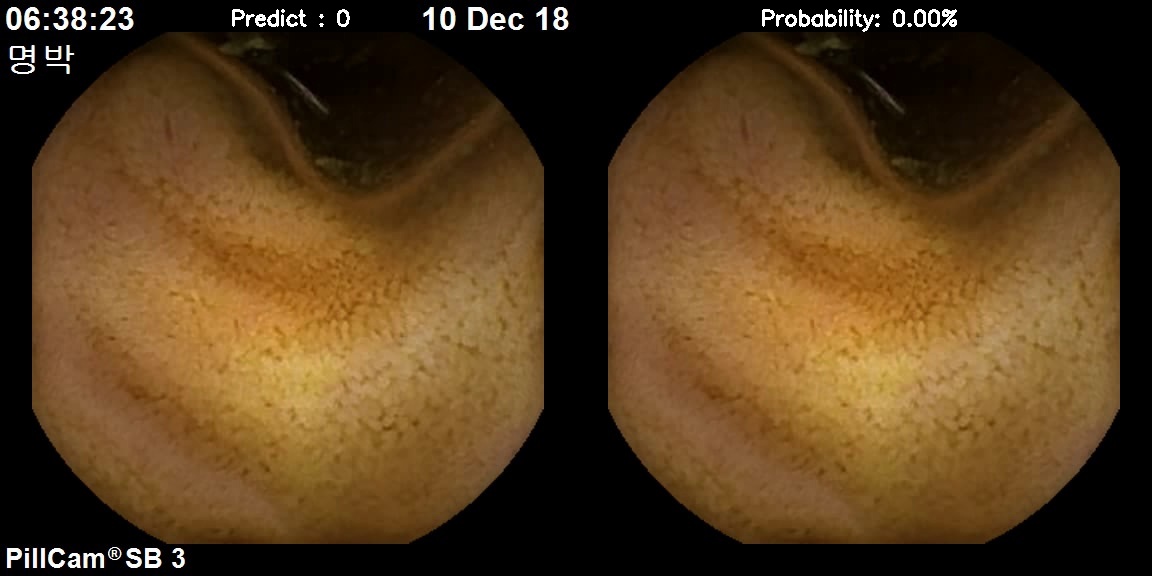 06:38:23 Predict : 0 10 Dec 18 Probability: 0.00%
명 박
PillCam® SB 3